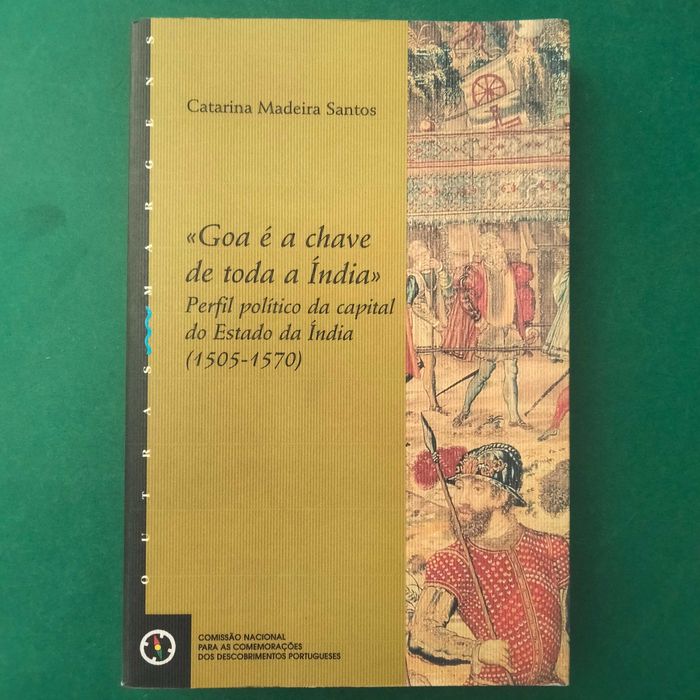 Catarina Madeira Santos
«Goa é a chave
de toda a Índia»
Perfil político da capital
do Estado da Índia
(1505-1570)
OUTRAS MARGENS
COMISSÃO NACIONAL
PARA AS COMEMORAÇÕES
DOS DESCOBRIMENTOS PORTUGUESES